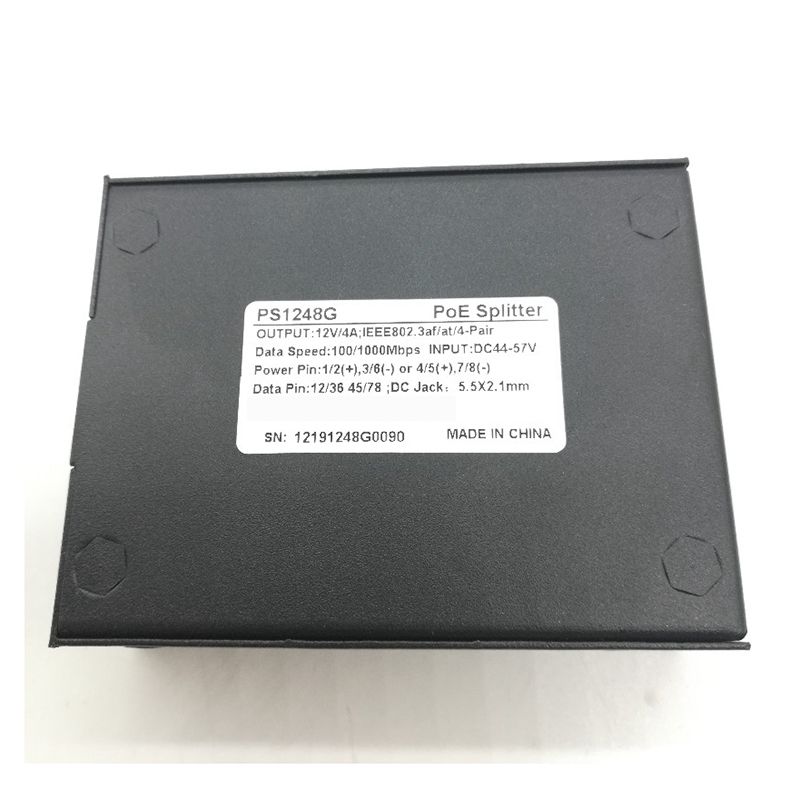 PS1248G PoE Splitter
OUTPUT:12V/4A;IEEE802.3af/at/4-Pair
Data Speed:100/1000Mbps INPUT:DC44-57V
Power Pin:1/2(+),3/6(-) or 4/5(+),7/8(-)
Data Pin:12/36 45/78 ;DC Jack: 5.5X2.1mm
SN: 12191248G0090 MADE IN CHINA